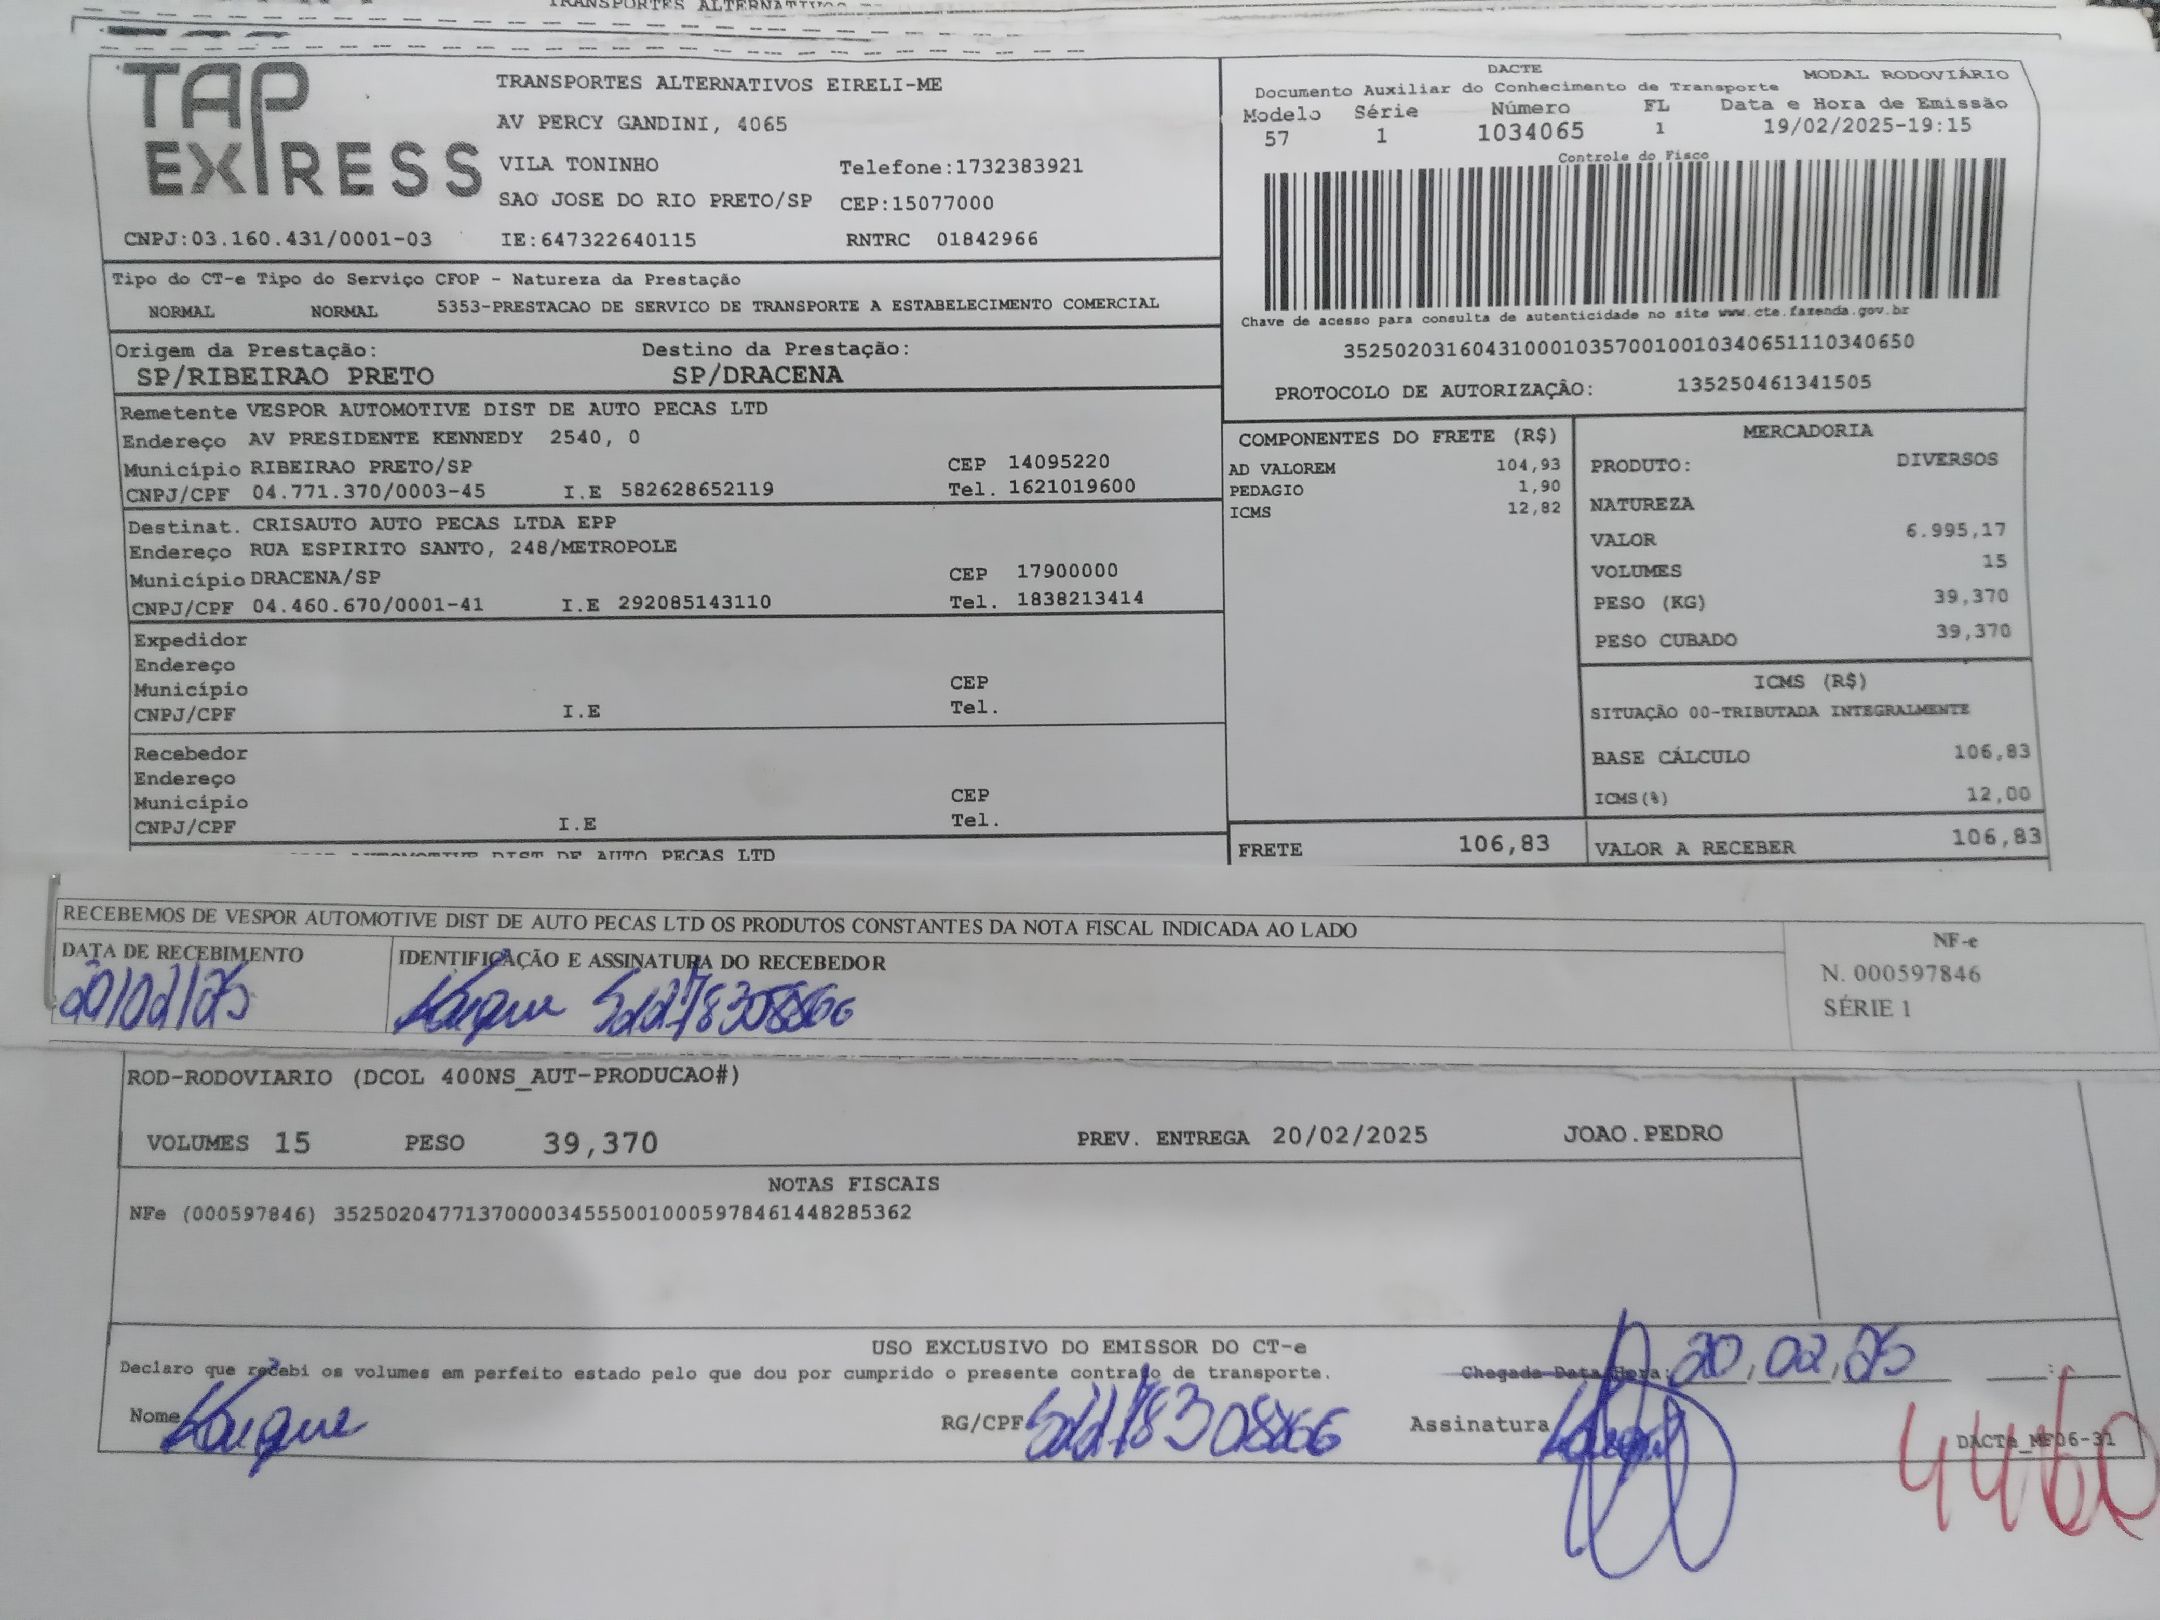 TRANSPORTES ALTERNATIVOS
TAP EXPRESS
TRANSPORTES ALTERNATIVOS EIRELI-ME
AV PERCY GANDINI, 4065
VILA TONINHO Telefone:1732383921
SAO JOSE DO RIO PRETO/SP CEP:15077000
CNPJ:03.160.431/0001-03 IE:647322640115 RNTRC 01842966
DACTE MODAL RODOVIÁRIO
Documento Auxiliar do Conhecimento de Transporte
Modelo Série Número FL Data e Hora de Emissão
57 1 1034065 1 19/02/2025-19:15
Controle do Fisco
Chave de acesso para consulta de autenticidade no site www.cte.fazenda.gov.br
35250203160431000103570010010340651110340650
PROTOCOLO DE AUTORIZAÇÃO: 135250461341505
Tipo do CT-e Tipo do Serviço CFOP - Natureza da Prestação
NORMAL NORMAL 5353-PRESTACAO DE SERVICO DE TRANSPORTE A ESTABELECIMENTO COMERCIAL
Origem da Prestação: Destino da Prestação:
SP/RIBEIRAO PRETO SP/DRACENA
Remetente VESPOR AUTOMOTIVE DIST DE AUTO PECAS LTD
Endereço AV PRESIDENTE KENNEDY 2540, 0
Município RIBEIRAO PRETO/SP CEP 14095220
CNPJ/CPF 04.771.370/0003-45 I.E 582628652119 Tel. 1621019600
Destinat. CRISAUTO AUTO PECAS LTDA EPP
Endereço RUA ESPIRITO SANTO, 248/METROPOLE
Município DRACENA/SP CEP 17900000
CNPJ/CPF 04.460.670/0001-41 I.E 292085143110 Tel. 1838213414
Expedidor
Endereço
Município CEP
CNPJ/CPF I.E Tel.
Recebedor
Endereço
Município CEP
CNPJ/CPF I.E Tel.
AUTOMOTIVE DIST DE AUTO PECAS LTD
COMPONENTES DO FRETE (R$)
AD VALOREM 104,93
PEDAGIO 1,90
ICMS 12,82
FRETE 106,83
MERCADORIA
PRODUTO: DIVERSOS
NATUREZA
VALOR 6.995,17
VOLUMES 15
PESO (KG) 39,370
PESO CUBADO 39,370
ICMS (R$)
SITUAÇÃO 00-TRIBUTADA INTEGRALMENTE
BASE CÁLCULO 106,83
ICMS(%) 12,00
VALOR A RECEBER 106,83
RECEBEMOS DE VESPOR AUTOMOTIVE DIST DE AUTO PECAS LTD OS PRODUTOS CONSTANTES DA NOTA FISCAL INDICADA AO LADO
DATA DE RECEBIMENTO IDENTIFICAÇÃO E ASSINATURA DO RECEBEDOR
20/02/25 Kaique
NF-e
N. 000597846
SÉRIE 1
ROD-RODOVIARIO (DCOL 400NS_AUT-PRODUCAO#)
VOLUMES 15 PESO 39,370 PREV. ENTREGA 20/02/2025 JOAO.PEDRO
NOTAS FISCAIS
NFe (000597846) 35250204771370000345550010005978461448285362
USO EXCLUSIVO DO EMISSOR DO CT-e
Declaro que recebi os volumes em perfeito estado pelo que dou por cumprido o presente contrato de transporte. Chegada Data Hora: 20,02,25
Nome Kaique RG/CPF Assinatura
DACTe_MF06-31
4460